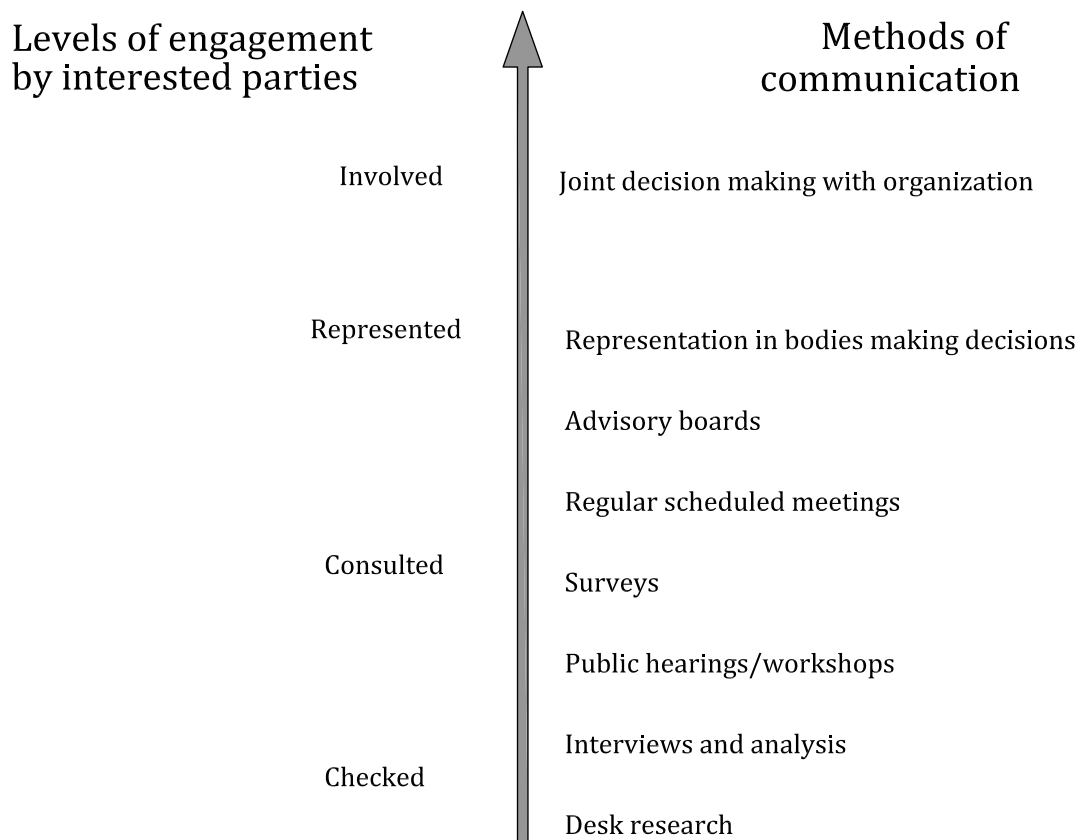 Levels of engagement
by interested parties
Methods of
communication
Involved
Joint decision making with organization
Represented
Representation in bodies making decisions
Advisory boards
Regular scheduled meetings
Consulted
Surveys
Public hearings/workshops
Interviews and analysis
Checked
Desk research